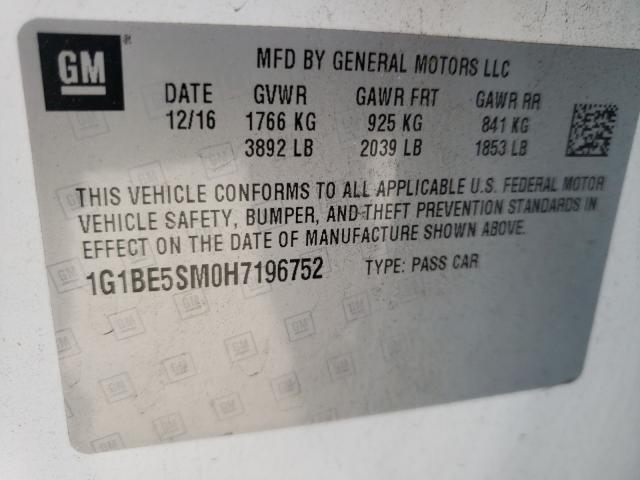 GM
MFD BY GENERAL MOTORS LLC
DATE GVWR GAWR FRT GAWR RR
12/16 1766 KG 925 KG 841 KG
3892 LB 2039 LB 1853 LB
THIS VEHICLE CONFORMS TO ALL APPLICABLE U.S. FEDERAL MOTOR
VEHICLE SAFETY, BUMPER, AND THEFT PREVENTION STANDARDS IN
EFFECT ON THE DATE OF MANUFACTURE SHOWN ABOVE.
1G1BE5SM0H7196752 TYPE: PASS CAR